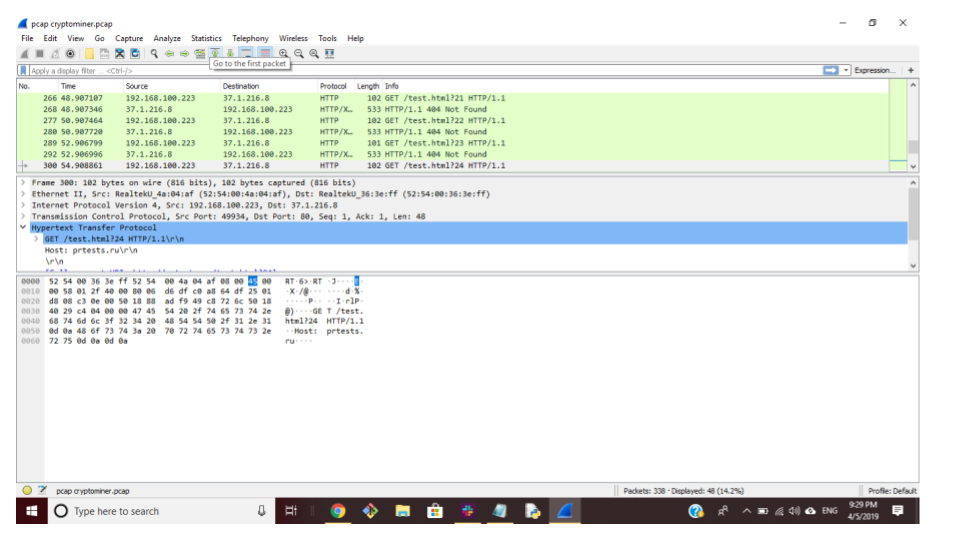 pcap cryptominer.pcap
File Edit View Go Capture Analyze Statistics Telephony Wireless Tools Help
Go to the first packet
Apply a display filter ... <Ctrl-/> Expression... +
No. Time Source Destination Protocol Length Info
266 48.907107 192.168.100.223 37.1.216.8 HTTP 102 GET /test.html?21 HTTP/1.1
268 48.907346 37.1.216.8 192.168.100.223 HTTP/X… 533 HTTP/1.1 404 Not Found
277 50.907464 192.168.100.223 37.1.216.8 HTTP 102 GET /test.html?22 HTTP/1.1
280 50.907720 37.1.216.8 192.168.100.223 HTTP/X… 533 HTTP/1.1 404 Not Found
289 52.906799 192.168.100.223 37.1.216.8 HTTP 101 GET /test.html?23 HTTP/1.1
292 52.906996 37.1.216.8 192.168.100.223 HTTP/X… 533 HTTP/1.1 404 Not Found
300 54.908861 192.168.100.223 37.1.216.8 HTTP 102 GET /test.html?24 HTTP/1.1
> Frame 300: 102 bytes on wire (816 bits), 102 bytes captured (816 bits)
> Ethernet II, Src: RealtekU_4a:04:af (52:54:00:4a:04:af), Dst: RealtekU_36:3e:ff (52:54:00:36:3e:ff)
> Internet Protocol Version 4, Src: 192.168.100.223, Dst: 37.1.216.8
> Transmission Control Protocol, Src Port: 49934, Dst Port: 80, Seq: 1, Ack: 1, Len: 48
Hypertext Transfer Protocol
> GET /test.html?24 HTTP/1.1\r\n
Host: prtests.ru\r\n
\r\n
0000 52 54 00 36 3e ff 52 54 00 4a 04 af 08 00 45 00 RT·6>·RT ·J····E·
0010 00 58 01 2f 40 00 80 06 d6 df c0 a8 64 df 25 01 ·X·/@··· ····d·%·
0020 d8 08 c3 0e 00 50 18 88 ad f9 49 c8 72 6c 50 18 ·····P·· ··I·rlP·
0030 40 29 c4 04 00 00 47 45 54 20 2f 74 65 73 74 2e @)····GE T /test.
0040 68 74 6d 6c 3f 32 34 20 48 54 54 50 2f 31 2e 31 html?24 HTTP/1.1
0050 0d 0a 48 6f 73 74 3a 20 70 72 74 65 73 74 73 2e ··Host: prtests.
0060 72 75 0d 0a 0d 0a ru····
pcap cryptominer.pcap Packets: 338 · Displayed: 48 (14.2%) Profile: Default
Type here to search ENG 9:29 PM
4/5/2019